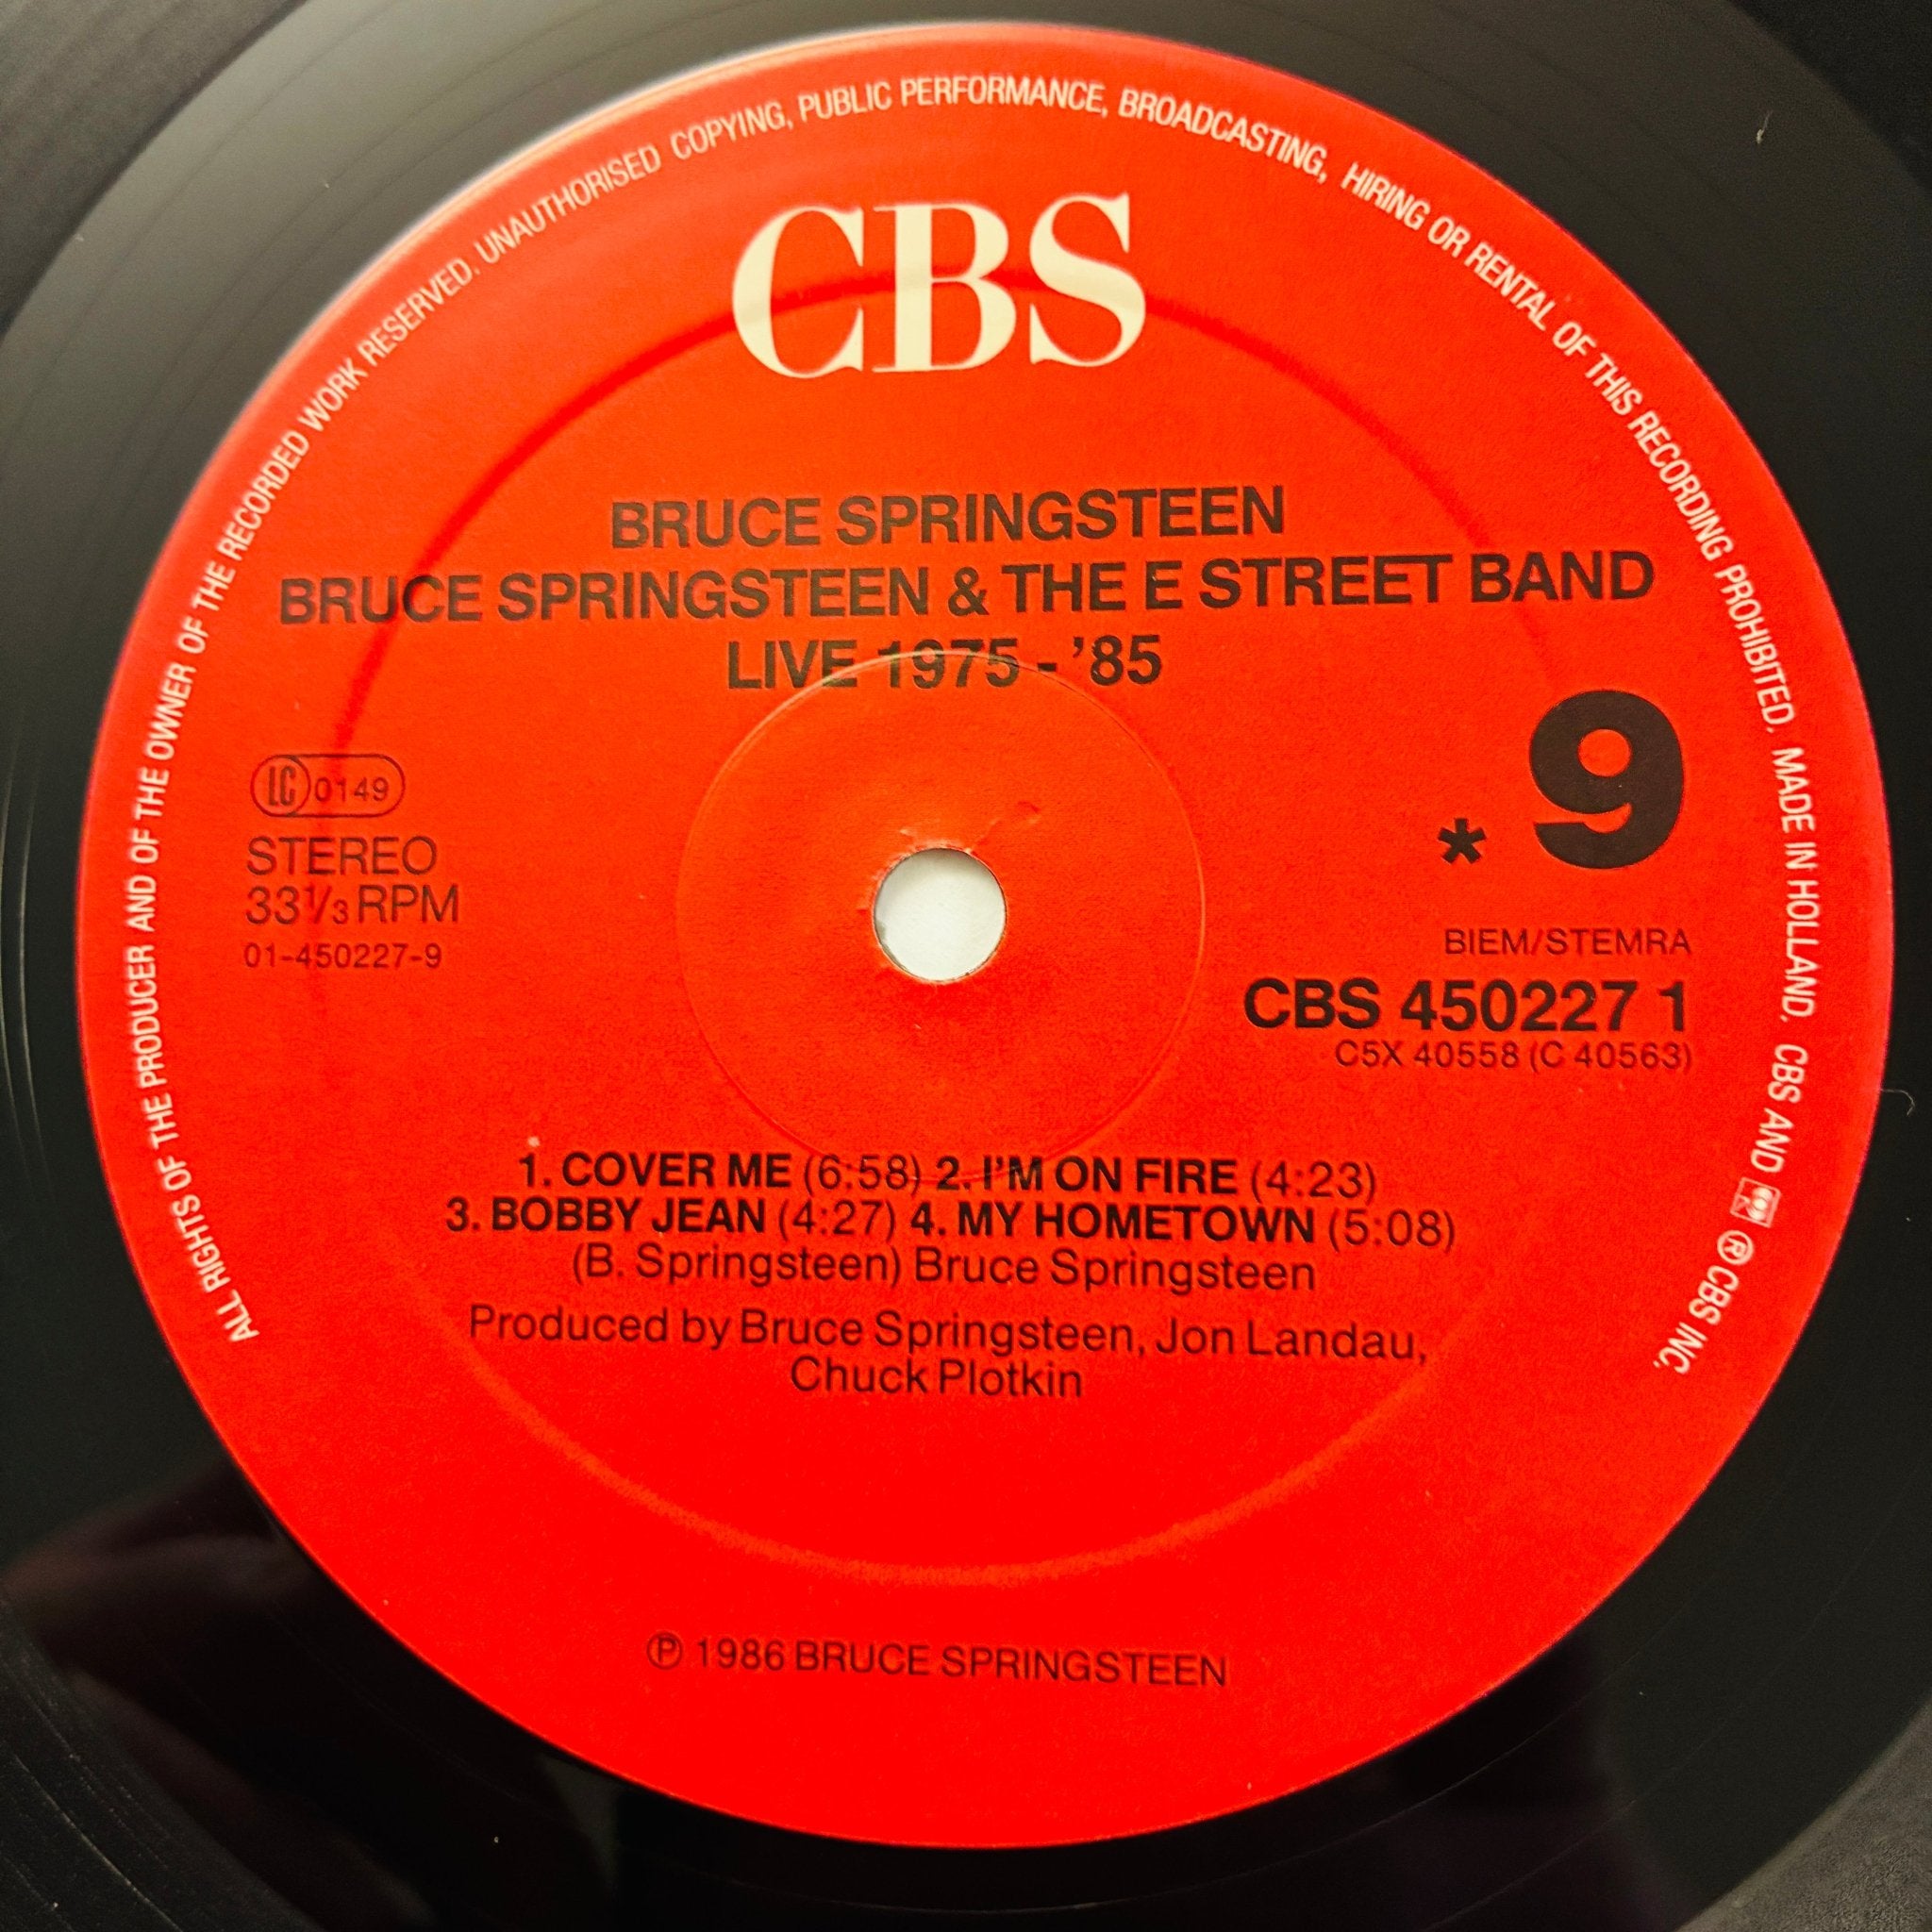 ALL RIGHTS OF THE PRODUCER AND OF THE OWNER OF THE RECORDED WORK RESERVED. UNAUTHORISED COPYING, PUBLIC PERFORMANCE, BROADCASTING, HIRING OR RENTAL OF THIS RECORDING PROHIBITED. MADE IN HOLLAND. CBS AND ® CBS INC.
CBS
BRUCE SPRINGSTEEN
BRUCE SPRINGSTEEN & THE E STREET BAND
LIVE 1975 - ’85
LC 0149
STEREO
33⅓ RPM
01-450227-9
* 9
BIEM/STEMRA
CBS 450227 1
C5X 40558 (C 40563)
1. COVER ME (6:58) 2. I’M ON FIRE (4:23)
3. BOBBY JEAN (4:27) 4. MY HOMETOWN (5:08)
(B. Springsteen) Bruce Springsteen
Produced by Bruce Springsteen, Jon Landau,
Chuck Plotkin
℗ 1986 BRUCE SPRINGSTEEN